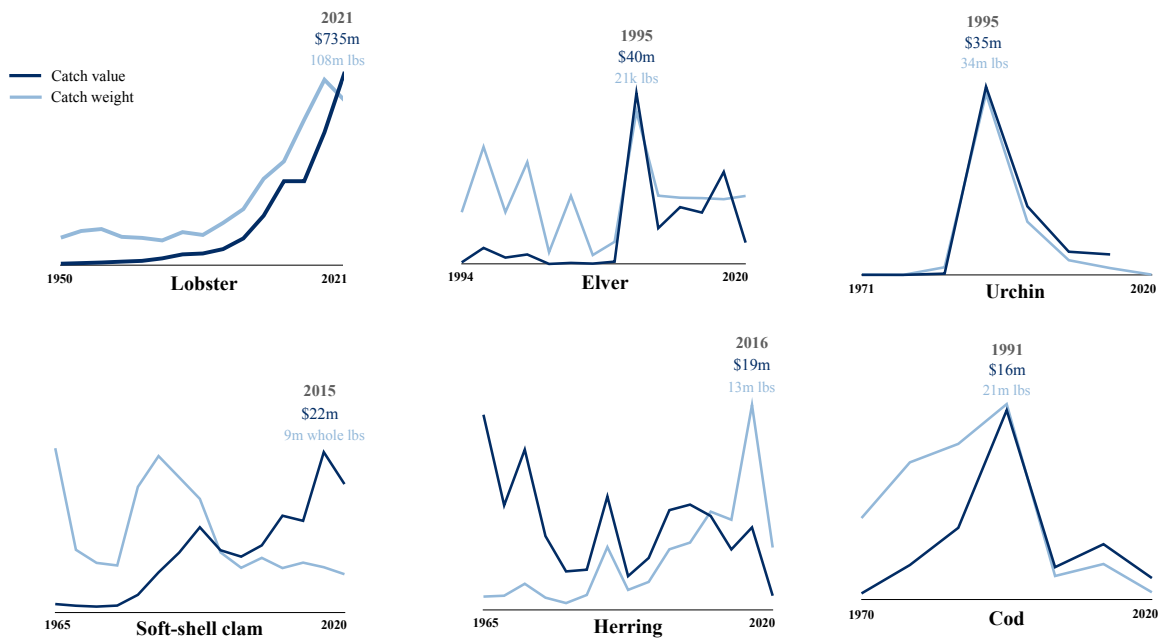 Catch value
Catch weight
2021
$735m
108m lbs
1950
2021
Lobster
1995
$40m
21k lbs
1994
2020
Elver
1995
$35m
34m lbs
1971
2020
Urchin
2015
$22m
9m whole lbs
1965
2020
Soft-shell clam
2016
$19m
13m lbs
1965
2020
Herring
1991
$16m
21m lbs
1970
2020
Cod